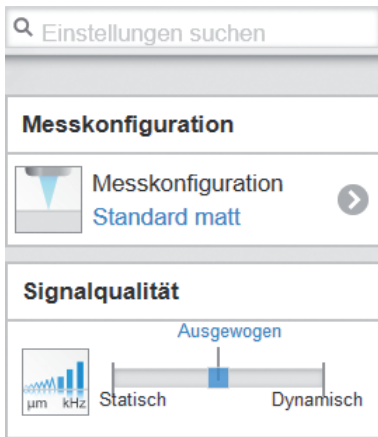 Einstellungen suchen
Messkonfiguration
Messkonfiguration
Standard matt
Signalqualität
Ausgewogen
µm kHz
Statisch Dynamisch